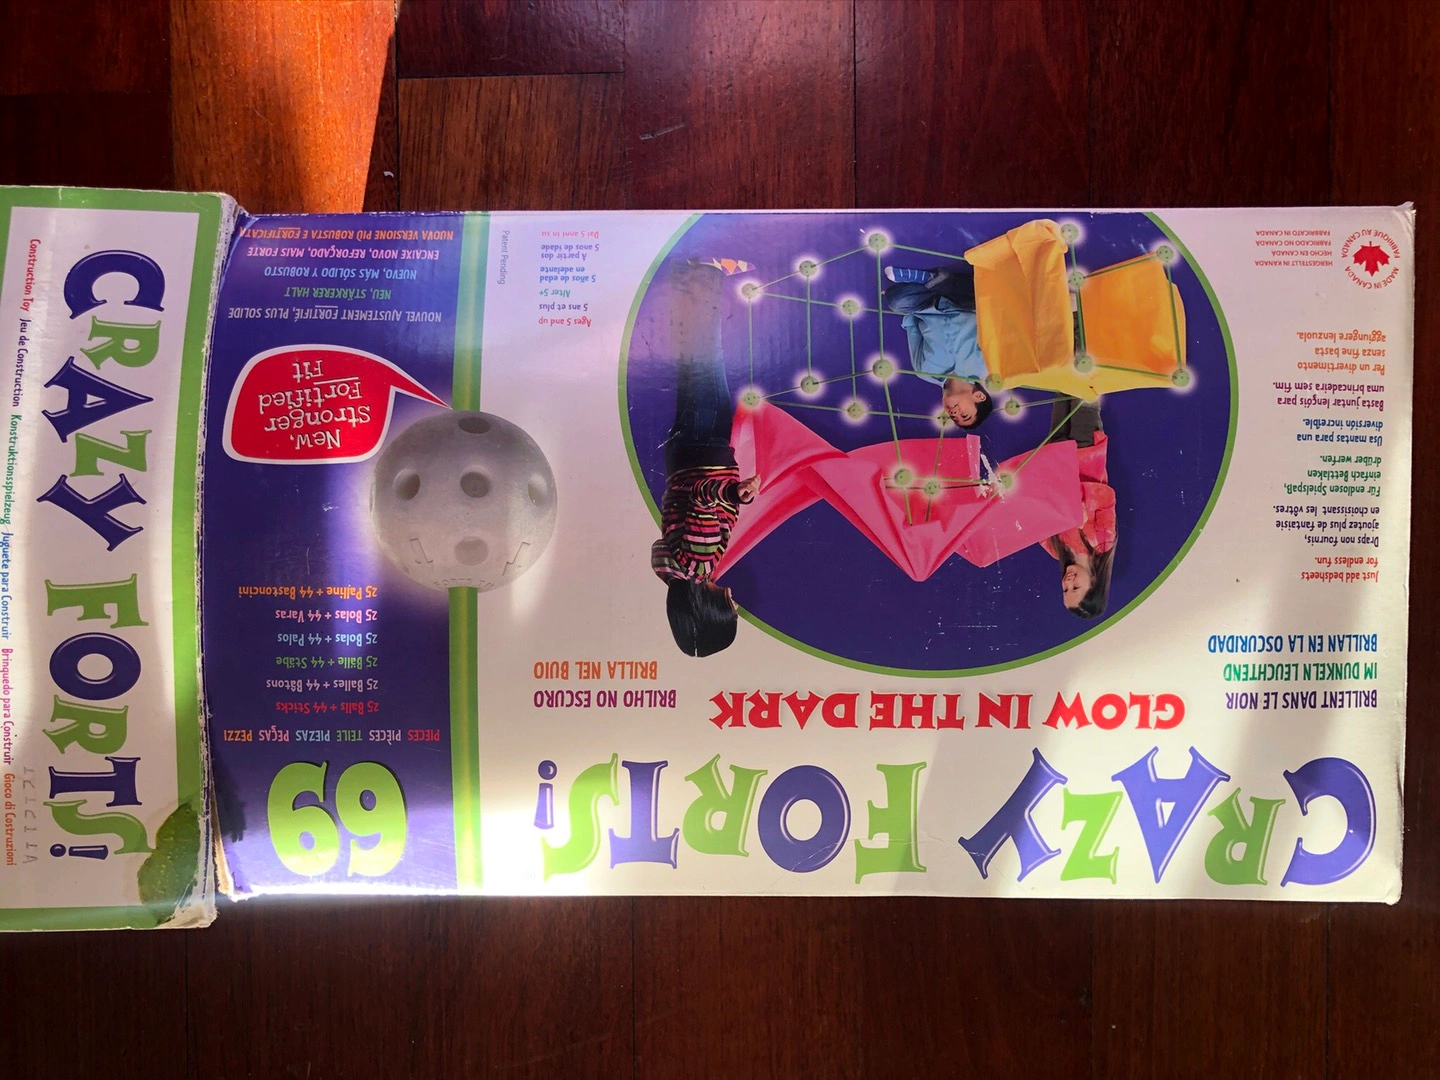 CRAZY FORTS!
BRILLENT DANS LE NOIR
IM DUNKELN LEUCHTEND
BRILLAN EN LA OSCURIDAD
GLOW IN THE DARK
BRILHO NO ESCURO
BRILLA NEL BUIO
Just add bedsheets
for endless fun.
Draps non fournis,
ajoutez plus de fantaisie
en choisissant les vôtres.
Für endlosen Spielspaß,
einfach Bettlaken
drüber werfen.
Usa mantas para una
diversión increíble.
Basta juntar lençóis para
uma brincadeira sem fim.
Per un divertimento
senza fine basta
aggiungere lenzuola.
MADE IN CANADA
FABRIQUÉ AU CANADA
HERGESTELLT IN KANADA
HECHO EN CANADA
FABRICADO NO CANADA
FABBRICATO IN CANADA
Ages 5 and up
5 ans et plus
Alter 5+
5 años de edad
en adelante
A partir dos
5 anos de idade
Dai 5 anni in su
Patent Pending
69
PIECES PIÈCES TEILE PIEZAS PEÇAS PEZZI
25 Balls + 44 Sticks
25 Balles + 44 Bâtons
25 Bälle + 44 Stäbe
25 Bolas + 44 Palos
25 Bolas + 44 Varas
25 Palline + 44 Bastoncini
New,
Stronger
Fortified
Fit
NOUVEL AJUSTEMENT FORTIFIÉ, PLUS SOLIDE
NEU, STÄRKERER HALT
NUEVO, MÁS SÓLIDO Y ROBUSTO
ENCAIXE NOVO, REFORÇADO, MAIS FORTE
NUOVA VERSIONE PIÙ ROBUSTA E FORTIFICATA
CRAZY FORTS!
Construction Toy Jeu de Construction Konstruktionsspielzeug Juguete para Construir Brinquedo para Construir Gioco di Costruzioni